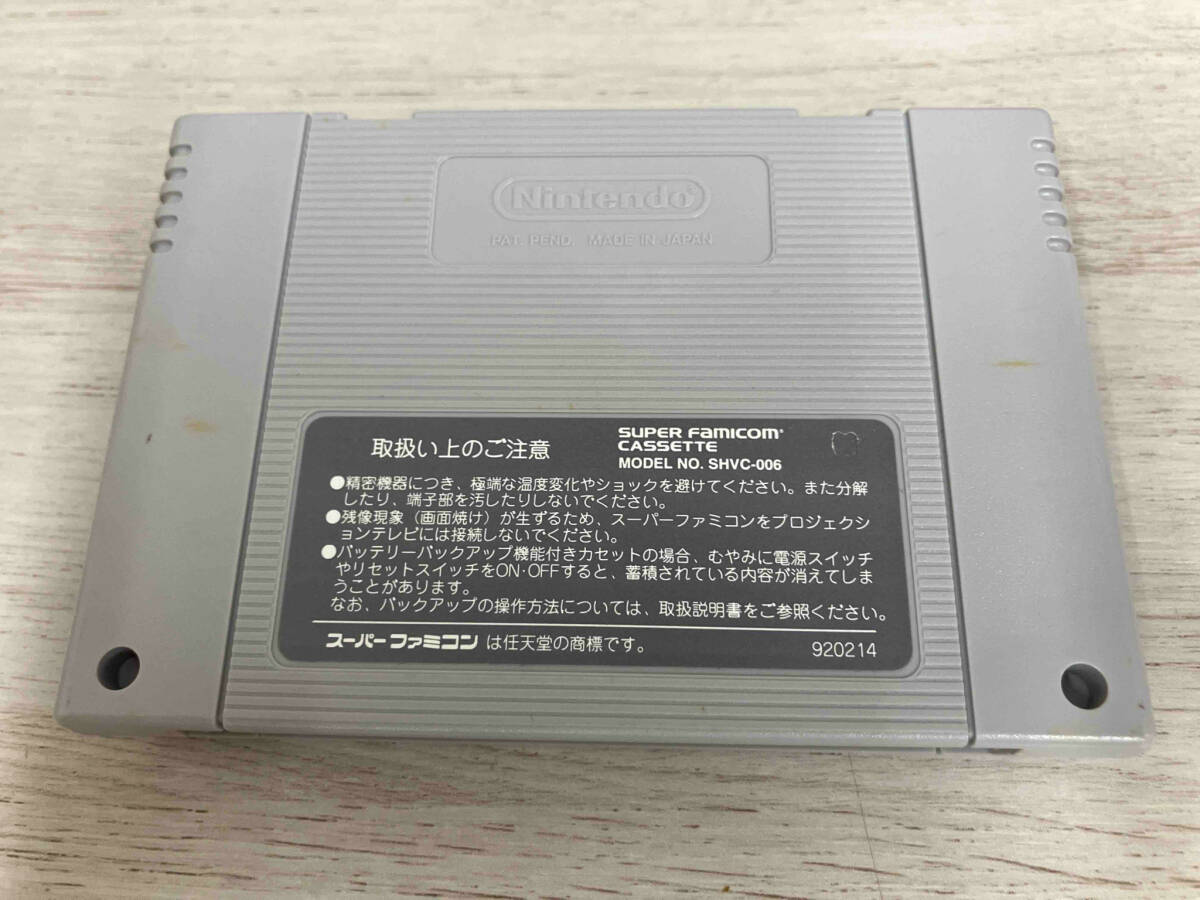 Nintendo
PAT. PEND. MADE IN JAPAN
取扱い上のご注意
SUPER FAMICOM
CASSETTE
MODEL NO. SHVC-006
●精密機器につき、極端な温度変化やショックを避けてください。また分解
したり、端子部を汚したりしないでください。
●残像現象（画面焼け）が生ずるため、スーパーファミコンをプロジェクシ
ョンテレビには接続しないでください。
●バッテリーバックアップ機能付きカセットの場合、むやみに電源スイッチ
やリセットスイッチをON・OFFすると、蓄積されている内容が消えてしま
うことがあります。
なお、バックアップの操作方法については、取扱説明書をご参照ください。
スーパーファミコン は任天堂の商標です。
920214